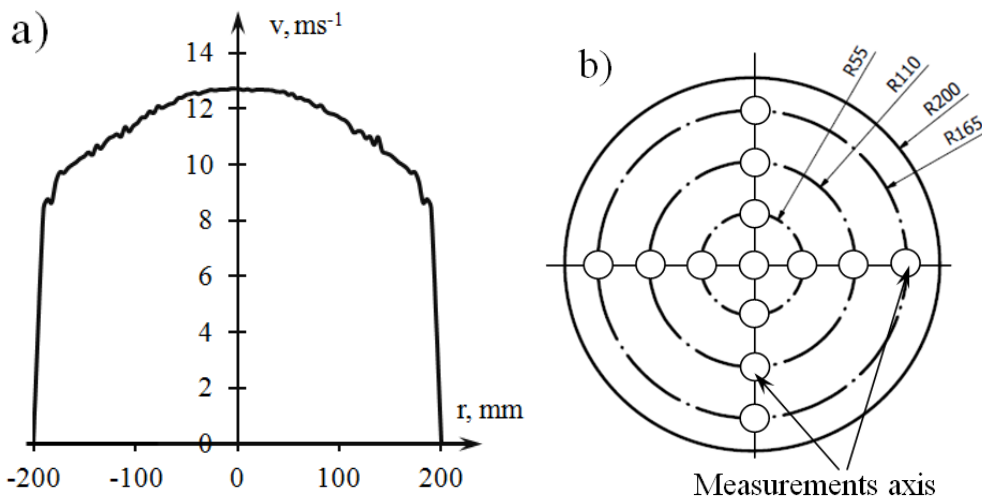 a)
v, ms⁻¹
14
12
10
8
6
4
2
0
r, mm
-200
-100
0
100
200
b)
R55
R110
R200
R165
Measurements axis